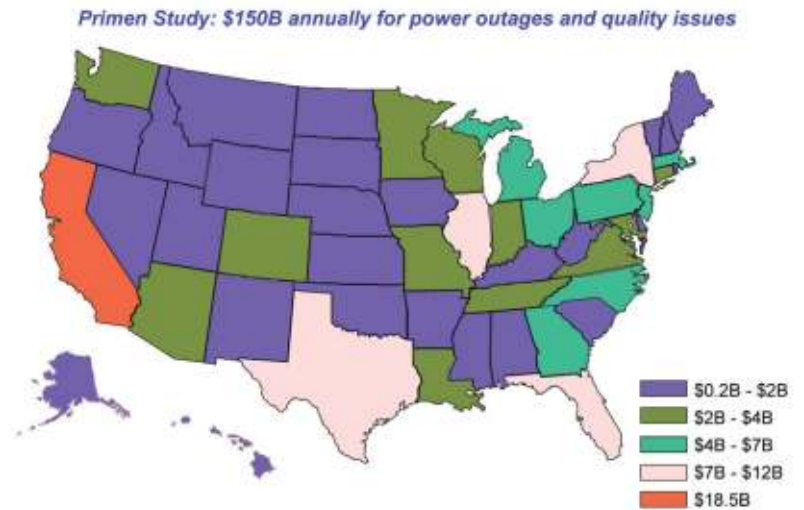 Primen Study: $150B annually for power outages and quality issues
$0.2B - $2B
$2B - $4B
$4B - $7B
$7B - $12B
$18.5B